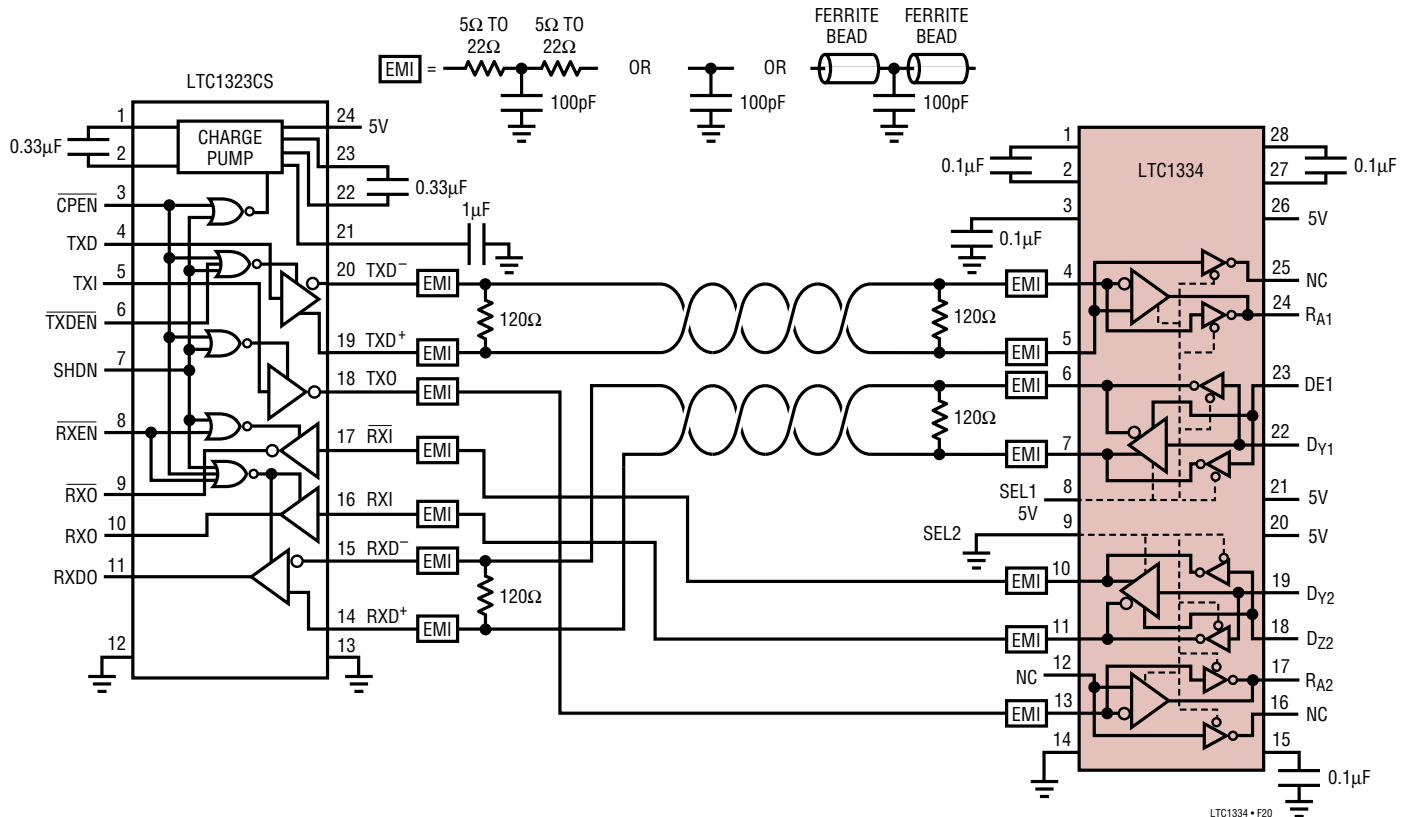 5Ω TO
22Ω
5Ω TO
22Ω
FERRITE
BEAD
FERRITE
BEAD
EMI =
OR
OR
100pF
100pF
100pF
LTC1323CS
CHARGE
PUMP
0.33µF
1
2
3
CPEN
4
TXD
5
TXI
6
TXDEN
7
SHDN
8
RXEN
9
RXO
10
RXO
11
RXDO
12
24
5V
23
22
0.33µF
21
1µF
20 TXD–
EMI
19 TXD+
EMI
120Ω
18 TXO
EMI
17 RXI
EMI
16 RXI
EMI
15 RXD–
EMI
14 RXD+
EMI
120Ω
13
120Ω
120Ω
LTC1334
0.1µF
1
2
3
0.1µF
EMI
4
EMI
5
EMI
6
EMI
7
SEL1
5V
8
SEL2
9
EMI
10
EMI
11
NC
12
EMI
13
14
28
27
0.1µF
26
5V
25
NC
24
RA1
23
DE1
22
DY1
21
5V
20
5V
19
DY2
18
DZ2
17
RA2
16
NC
15
0.1µF
LTC1334 • F20